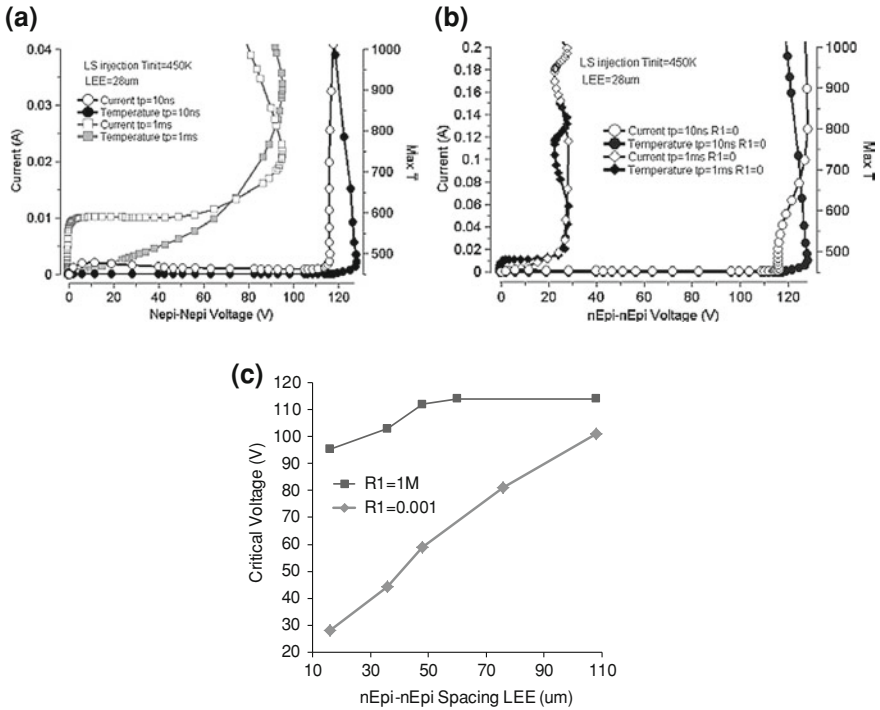 (a)
0.04
0.03
0.02
0.01
0
Current (A)
LS injection Tinit=450K
LEE=28um
Current tp=10ns
Temperature tp=10ns
Current tp=1ms
Temperature tp=1ms
1000
900
800
700
600
500
Max T
0 20 40 60 80 100 120
Nepi-Nepi Voltage (V)
(b)
0.2
0.18
0.16
0.14
0.12
0.1
0.08
0.06
0.04
0.02
0
Current (A)
LS injection Tinit=450K
LEE=28um
Current tp=10ns R1=0
Temperature tp=10ns R1=0
Current tp=1ms R1=0
Temperature tp=1ms R1=0
1000
900
800
700
600
500
Max T
0 20 40 60 80 100 120
nEpi-nEpi Voltage (V)
(c)
120
110
100
90
80
70
60
50
40
30
20
Critical Voltage (V)
R1=1M
R1=0.001
10 30 50 70 90 110
nEpi-nEpi Spacing LEE (um)